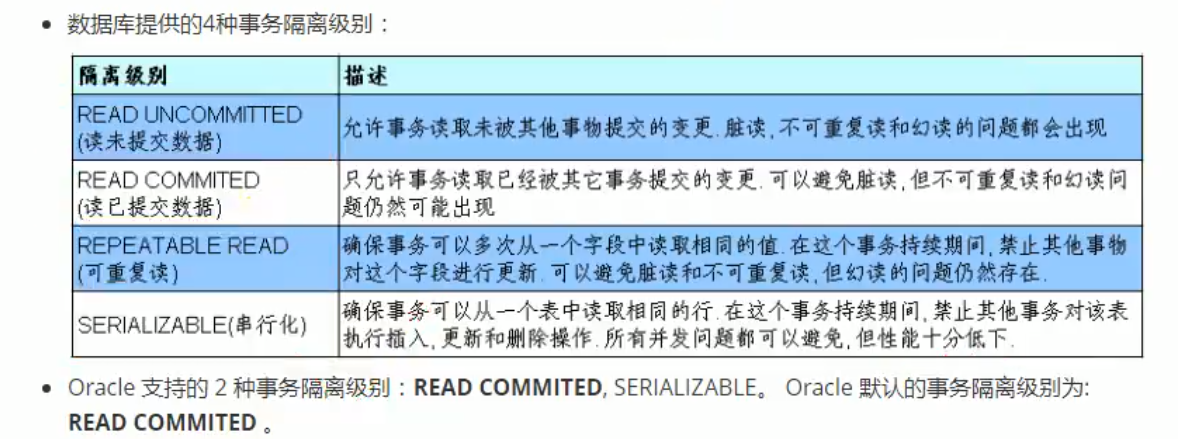 数据库提供的4种事务隔离级别：
隔离级别 描述
READ UNCOMMITTED
(读未提交数据)
允许事务读取未被其他事物提交的变更.脏读,不可重复读和幻读的问题都会出现
READ COMMITED
(读已提交数据)
只允许事务读取已经被其它事务提交的变更.可以避免脏读,但不可重复读和幻读问
题仍然可能出现
REPEATABLE READ
(可重复读)
确保事务可以多次从一个字段中读取相同的值.在这个事务持续期间,禁止其他事物
对这个字段进行更新.可以避免脏读和不可重复读,但幻读的问题仍然存在.
SERIALIZABLE(串行化)
确保事务可以从一个表中读取相同的行.在这个事务持续期间,禁止其他事务对该表
执行插入,更新和删除操作.所有并发问题都可以避免,但性能十分低下.
Oracle 支持的 2 种事务隔离级别：READ COMMITED, SERIALIZABLE。 Oracle 默认的事务隔离级别为:
READ COMMITED 。